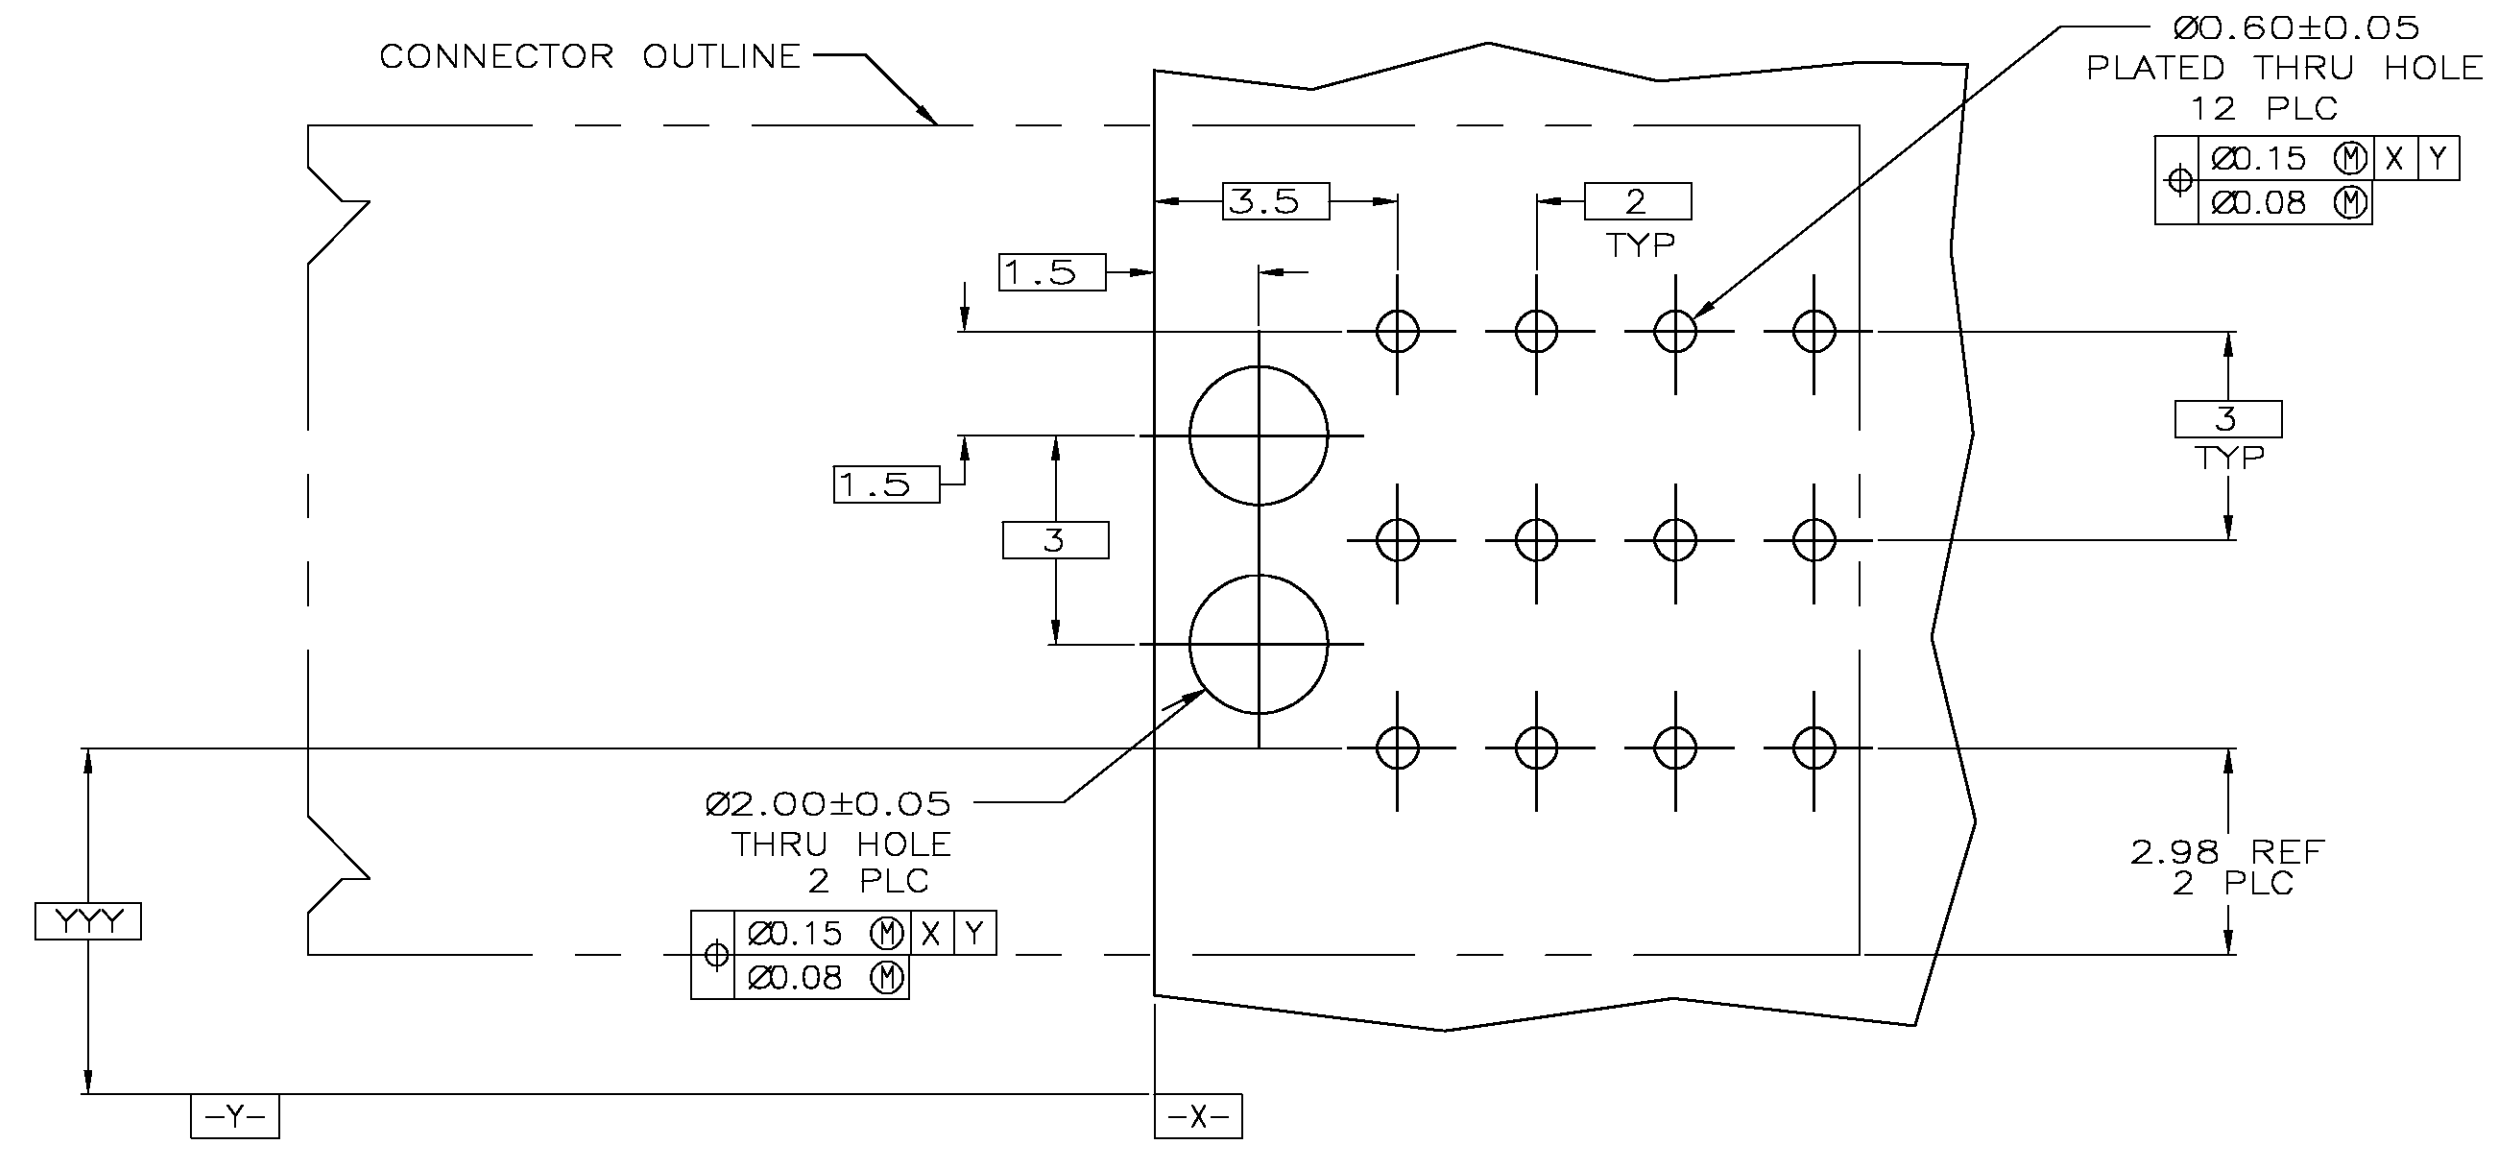 CONNECTOR OUTLINE
Ø0.60±0.05
PLATED THRU HOLE
12 PLC
Ø0.15 Ⓜ X Y
Ø0.08 Ⓜ
3.5
2
TYP
1.5
3
TYP
1.5
3
Ø2.00±0.05
THRU HOLE
2 PLC
Ø0.15 Ⓜ X Y
Ø0.08 Ⓜ
2.98 REF
2 PLC
YYY
-Y-
-X-